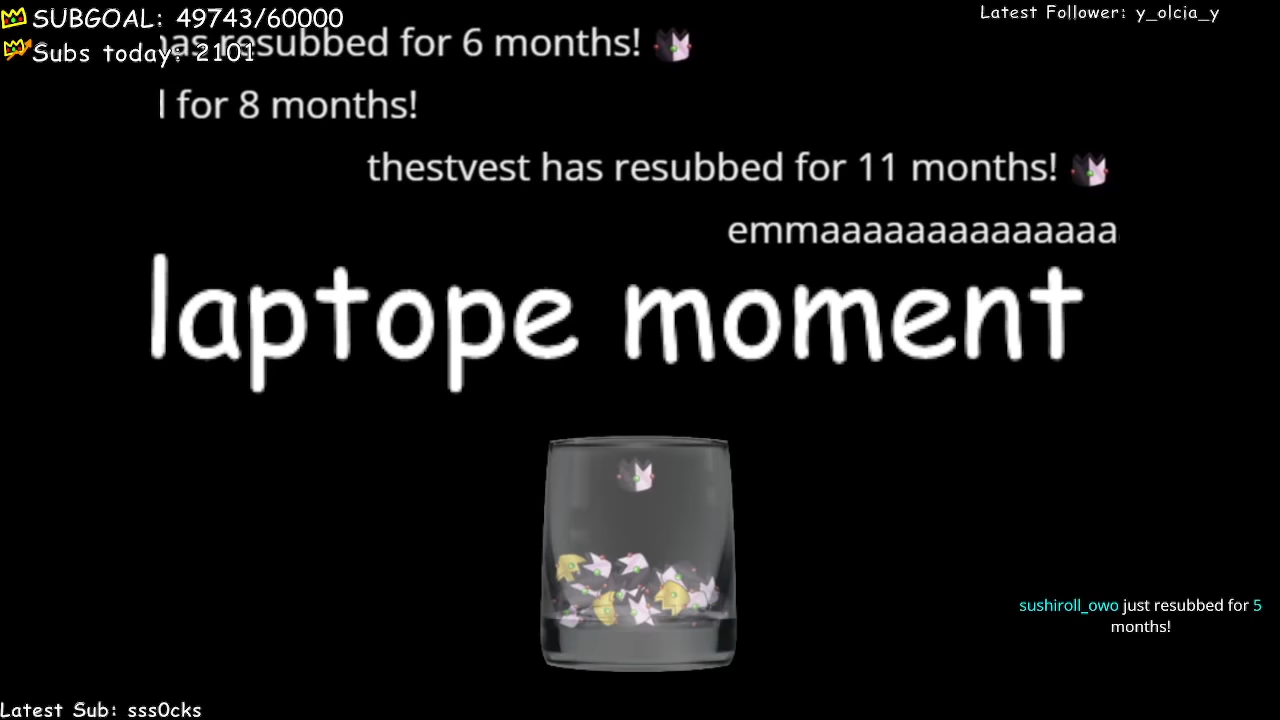 SUBGOAL: 49743/60000
Latest Follower: y_olcia_y
has resubbed for 6 months!
Subs today: 2101
for 8 months!
thestvest has resubbed for 11 months!
emmaaaaaaaaaaaaaa
laptope moment
sushiroll_owo just resubbed for 5
months!
Latest Sub: sss0cks